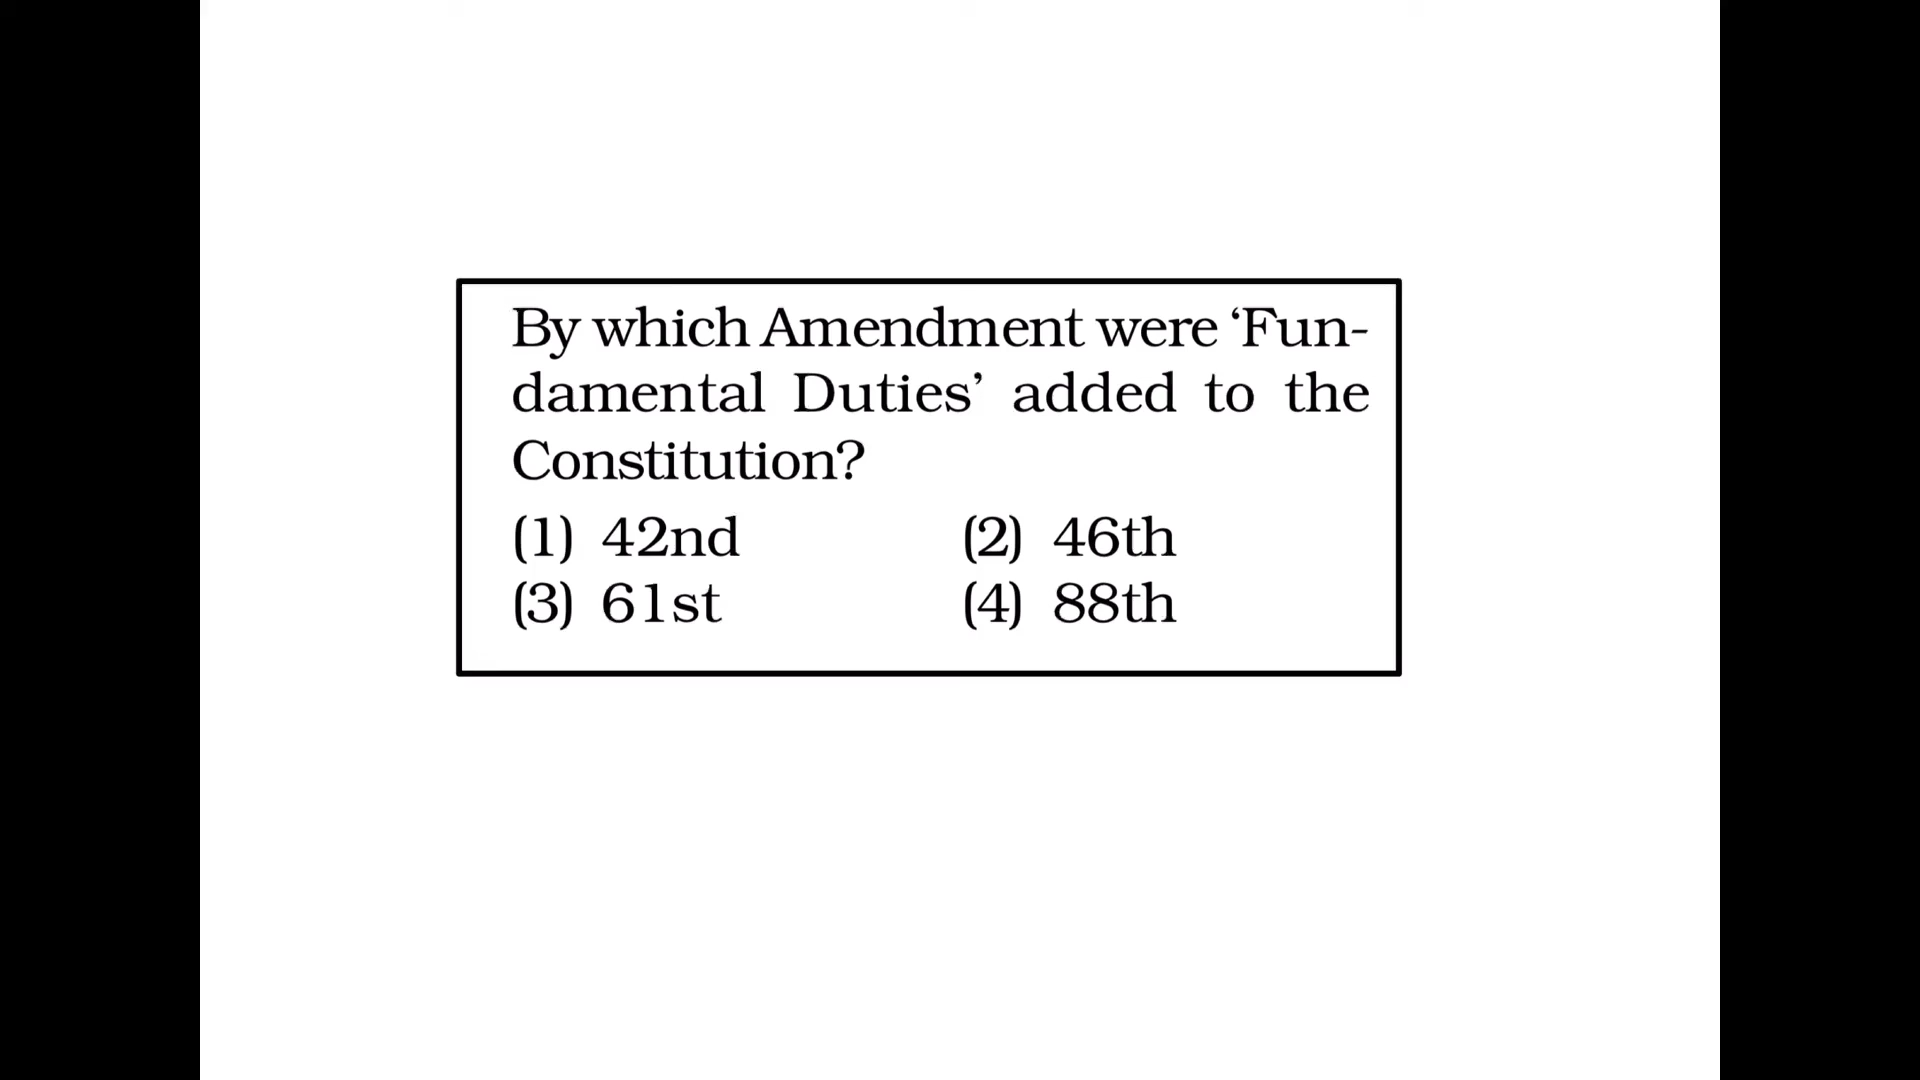 By which Amendment were ‘Fun-
damental Duties’ added to the
Constitution?
(1) 42nd (2) 46th
(3) 61st (4) 88th